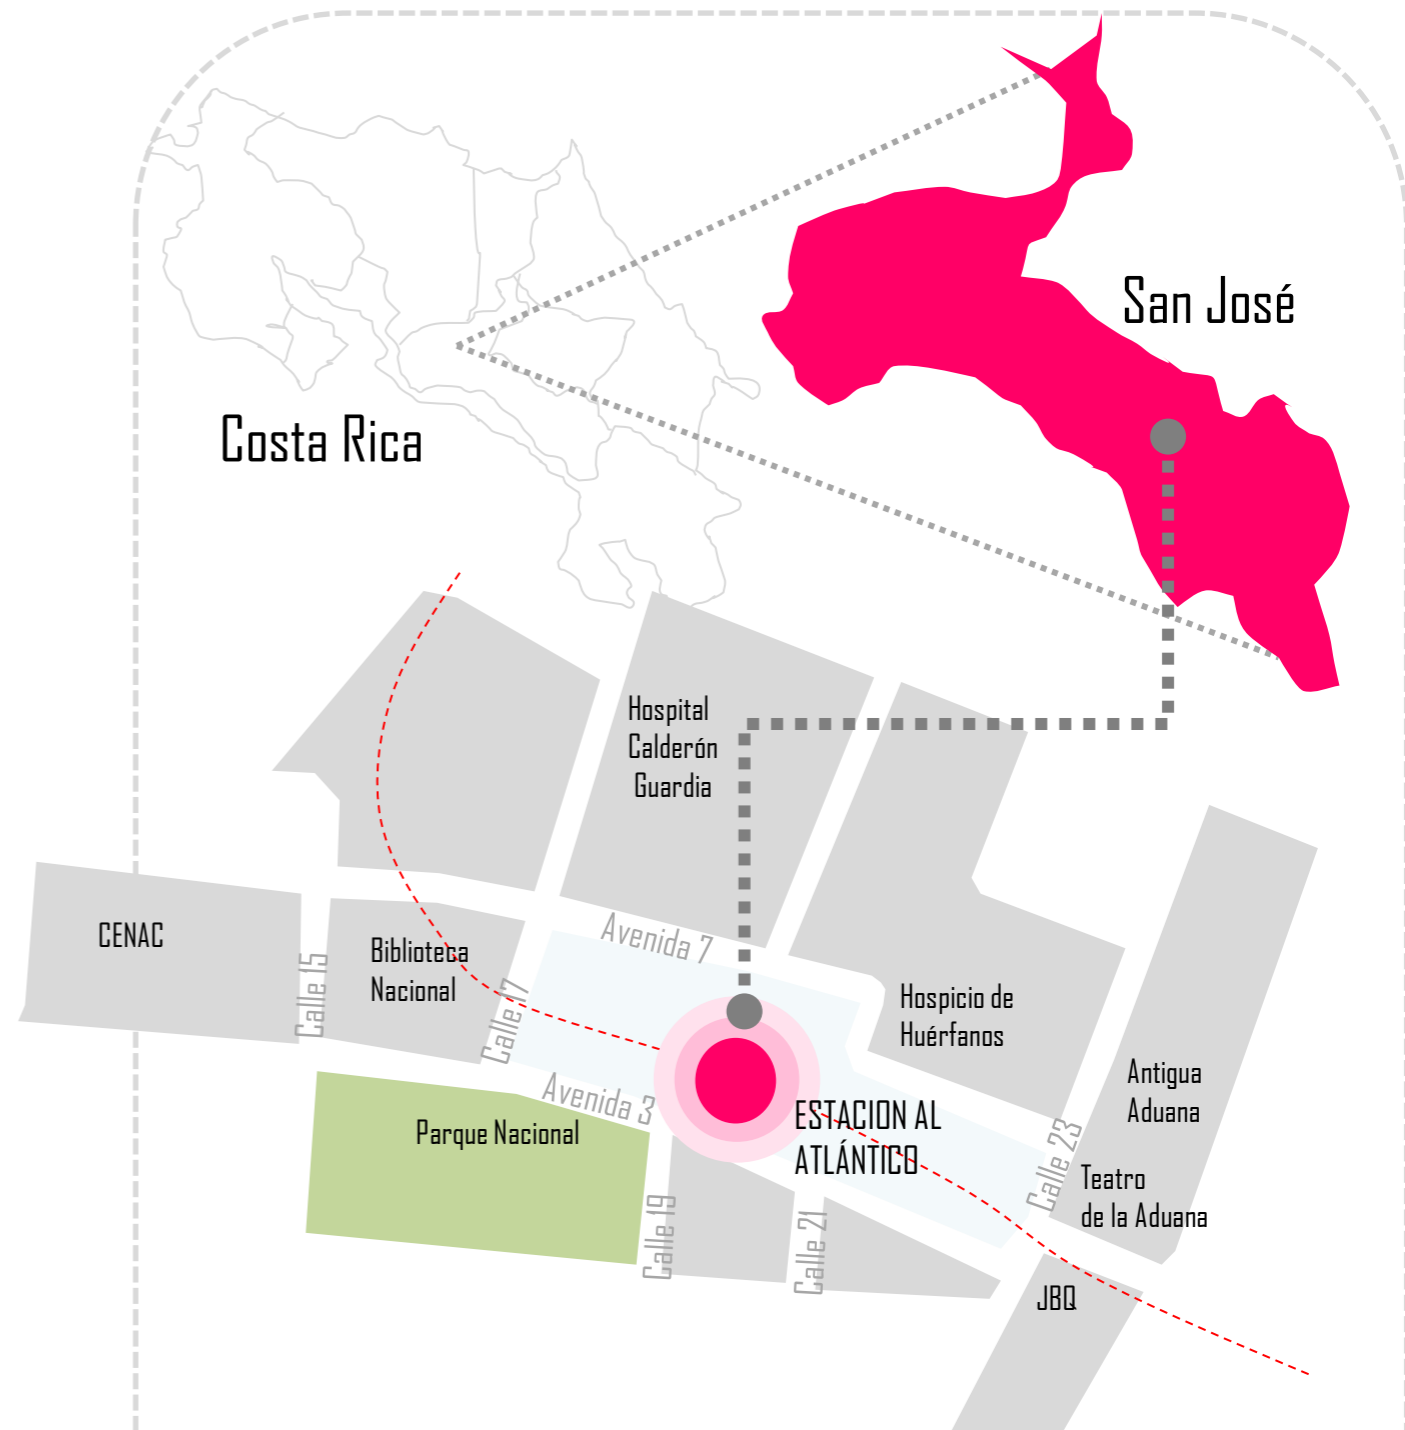 San José
Costa Rica
Hospital
Calderón
Guardia
CENAC
Avenida 7
Biblioteca
Nacional
Calle 15
Calle 17
Hospicio de
Huérfanos
Avenida 3
Parque Nacional
ESTACION AL
ATLÁNTICO
Antigua
Aduana
Calle 23
Teatro
de la Aduana
Calle 19
Calle 21
JBQ